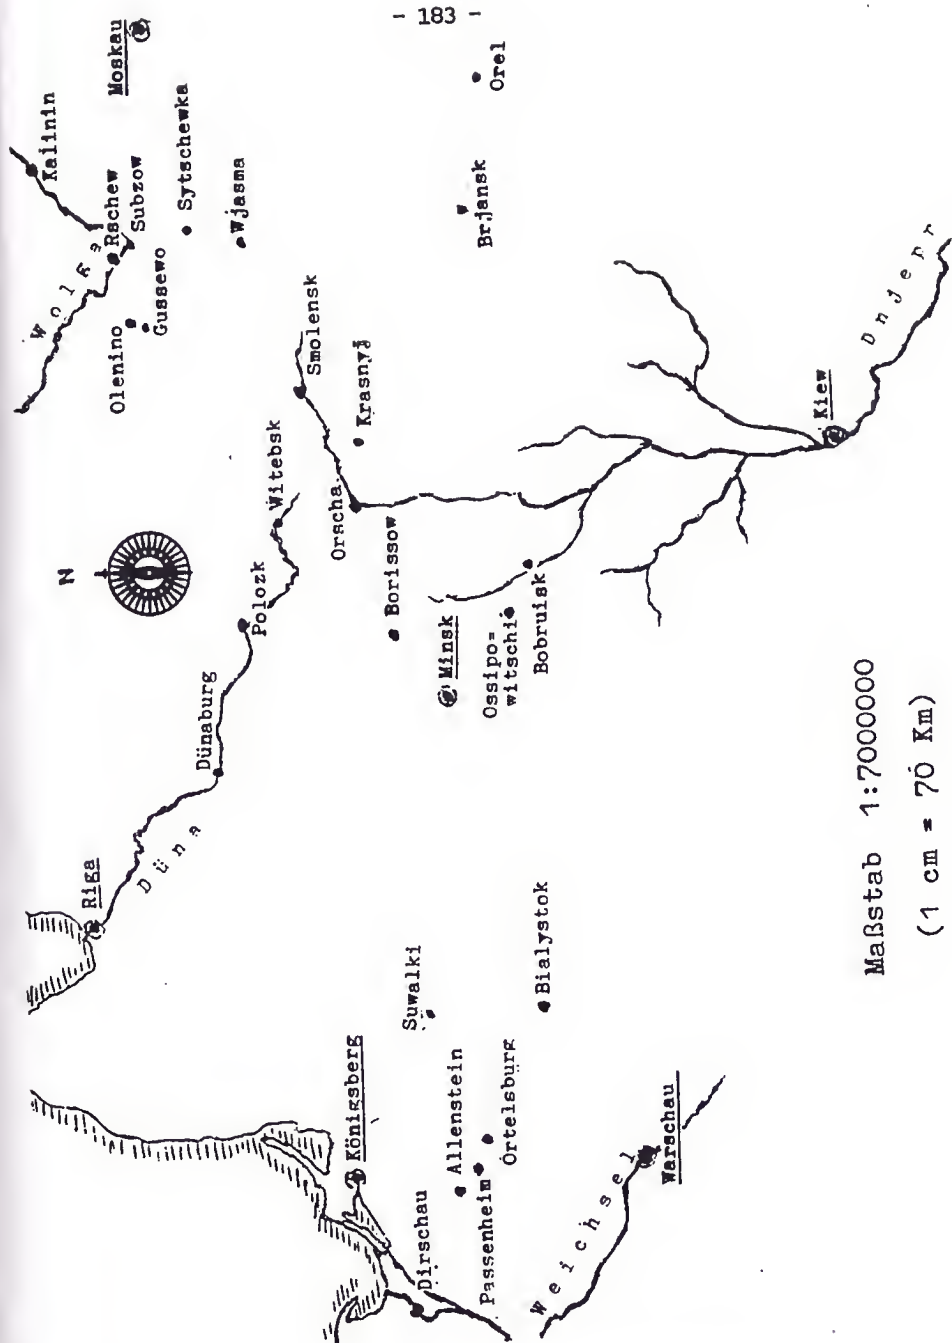 - 183 -
N
Riga
Düna
Dünaburg
Polozk
Witebsk
Wolga
Olenino
Gussewo
Rschew
Subzow
Kalinin
Moskau
Sytschewka
Wjasma
Smolensk
Krasnyj
Orscha
Borissow
Minsk
Ossipo=
witschi
Bobruisk
Brjansk
Orel
Kiew
Dnjepr
Königsberg
Suwalki
Dirschau
Allenstein
Passenheim
Ortelsburg
Bialystok
Weichsel
Warschau
Maßstab 1:7000000
(1 cm = 70 Km)